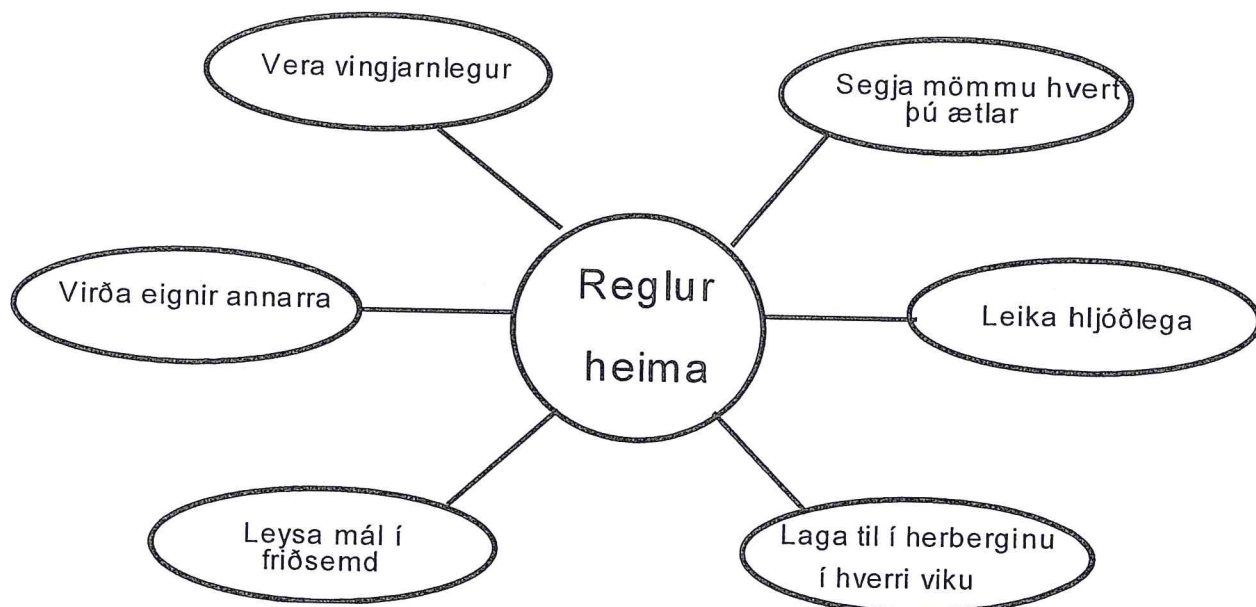 Vera vingjarnlegur
Segja mömmu hvert
þú ætlar
Virða eignir annarra
Reglur
heima
Leika hljóðlega
Leysa mál í
friðsemd
Laga til í herberginu
í hverri viku